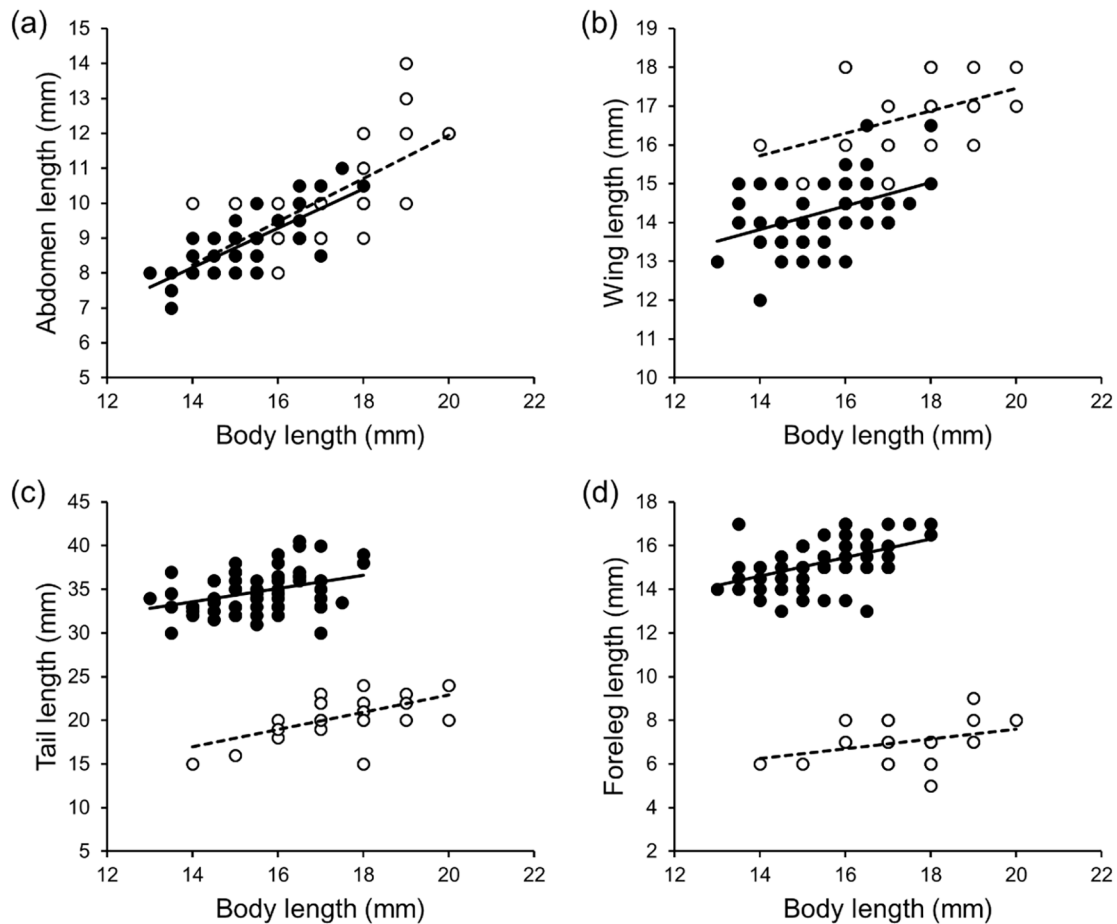 (a)
Abdomen length (mm)
15
14
13
12
11
10
9
8
7
6
5
12 14 16 18 20 22
Body length (mm)
(b)
Wing length (mm)
19
18
17
16
15
14
13
12
11
10
12 14 16 18 20 22
Body length (mm)
(c)
Tail length (mm)
45
40
35
30
25
20
15
10
5
12 14 16 18 20 22
Body length (mm)
(d)
Foreleg length (mm)
18
16
14
12
10
8
6
4
2
12 14 16 18 20 22
Body length (mm)